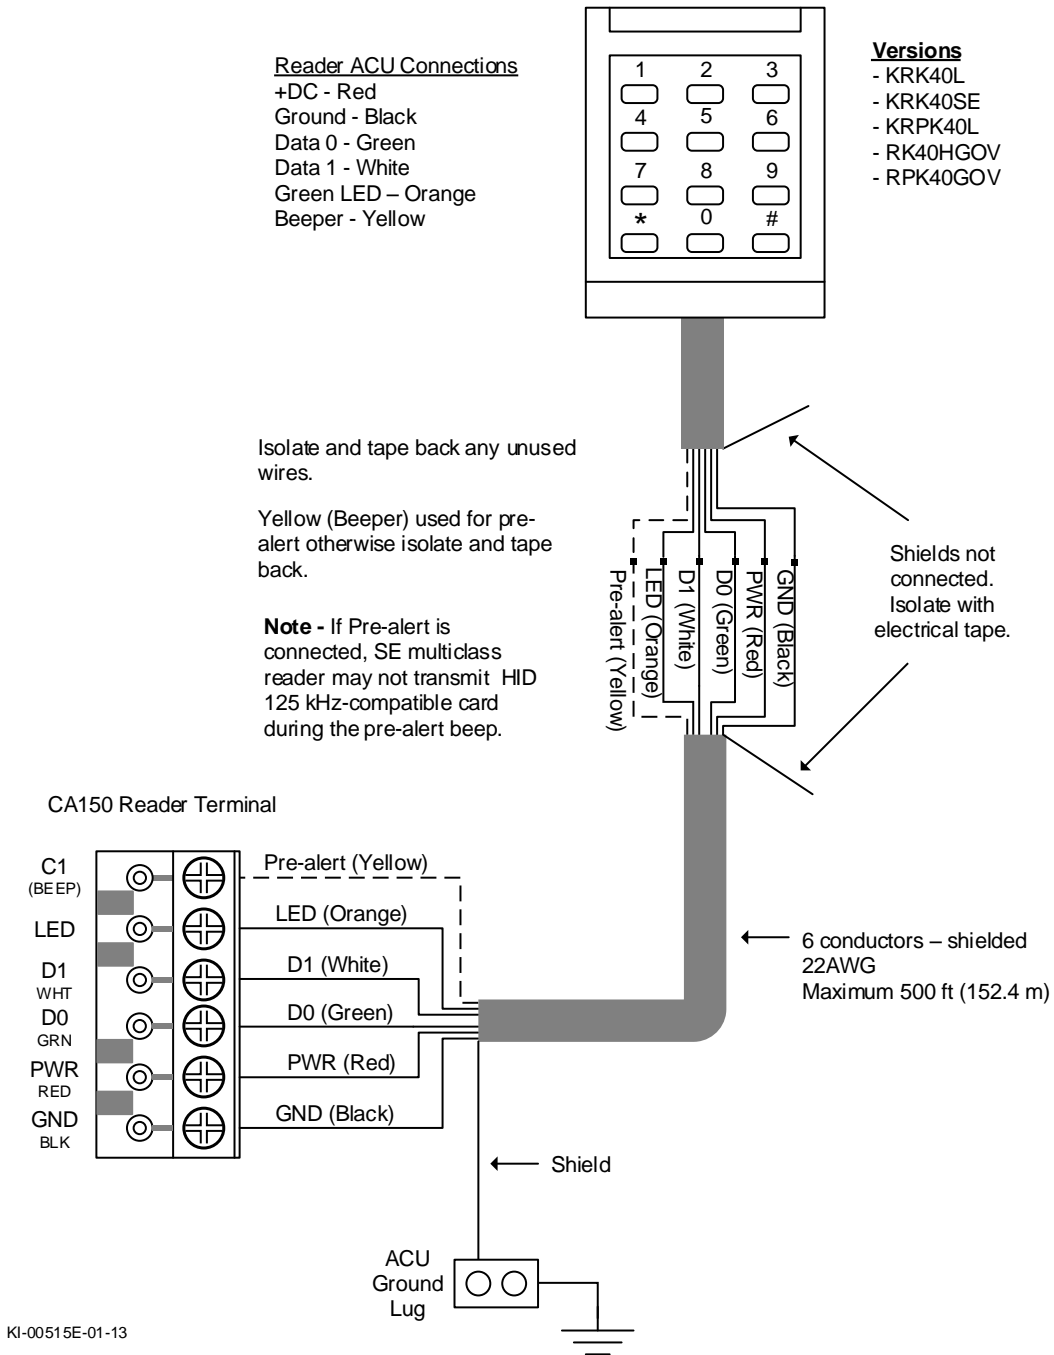 Reader ACU Connections
+DC - Red
Ground - Black
Data 0 - Green
Data 1 - White
Green LED – Orange
Beeper - Yellow
1 2 3
4 5 6
7 8 9
* 0 #
Versions
- KRK40L
- KRK40SE
- KRPK40L
- RK40HGOV
- RPK40GOV
Isolate and tape back any unused
wires.
Yellow (Beeper) used for pre-
alert otherwise isolate and tape
back.
Note - If Pre-alert is
connected, SE multiclass
reader may not transmit HID
125 kHz-compatible card
during the pre-alert beep.
Pre-alert (Yellow)
LED (Orange)
D1 (White)
D0 (Green)
PWR (Red)
GND (Black)
Shields not
connected.
Isolate with
electrical tape.
CA150 Reader Terminal
C1
(BEEP)
LED
D1
WHT
D0
GRN
PWR
RED
GND
BLK
Pre-alert (Yellow)
LED (Orange)
D1 (White)
D0 (Green)
PWR (Red)
GND (Black)
6 conductors – shielded
22AWG
Maximum 500 ft (152.4 m)
Shield
ACU
Ground
Lug
KI-00515E-01-13